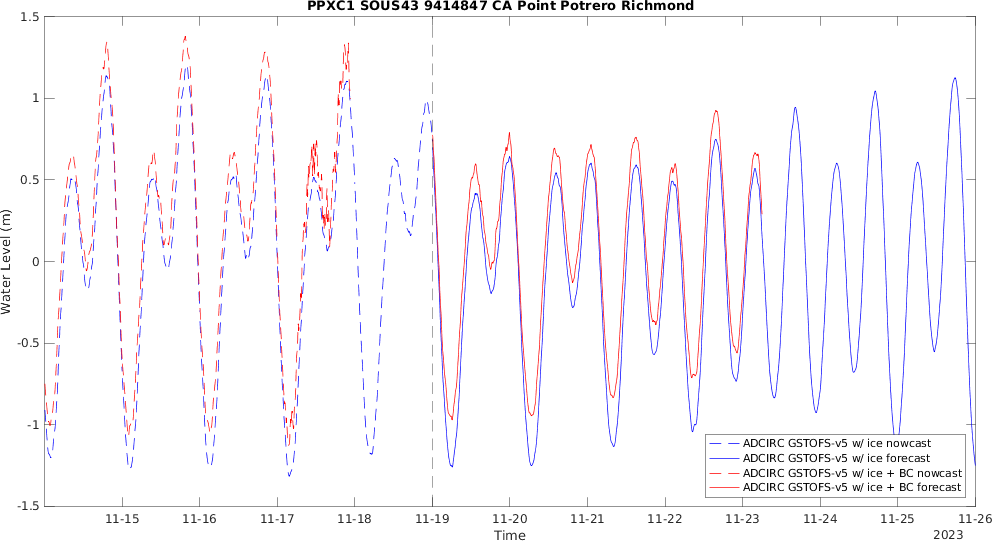 PPXC1 SOUS43 9414847 CA Point Potrero Richmond
1.5
1
0.5
0
-0.5
-1
-1.5
Water Level (m)
ADCIRC GSTOFS-v5 w/ ice nowcast
ADCIRC GSTOFS-v5 w/ ice forecast
ADCIRC GSTOFS-v5 w/ ice + BC nowcast
ADCIRC GSTOFS-v5 w/ ice + BC forecast
11-15 11-16 11-17 11-18 11-19 11-20 11-21 11-22 11-23 11-24 11-25 11-26
Time
2023